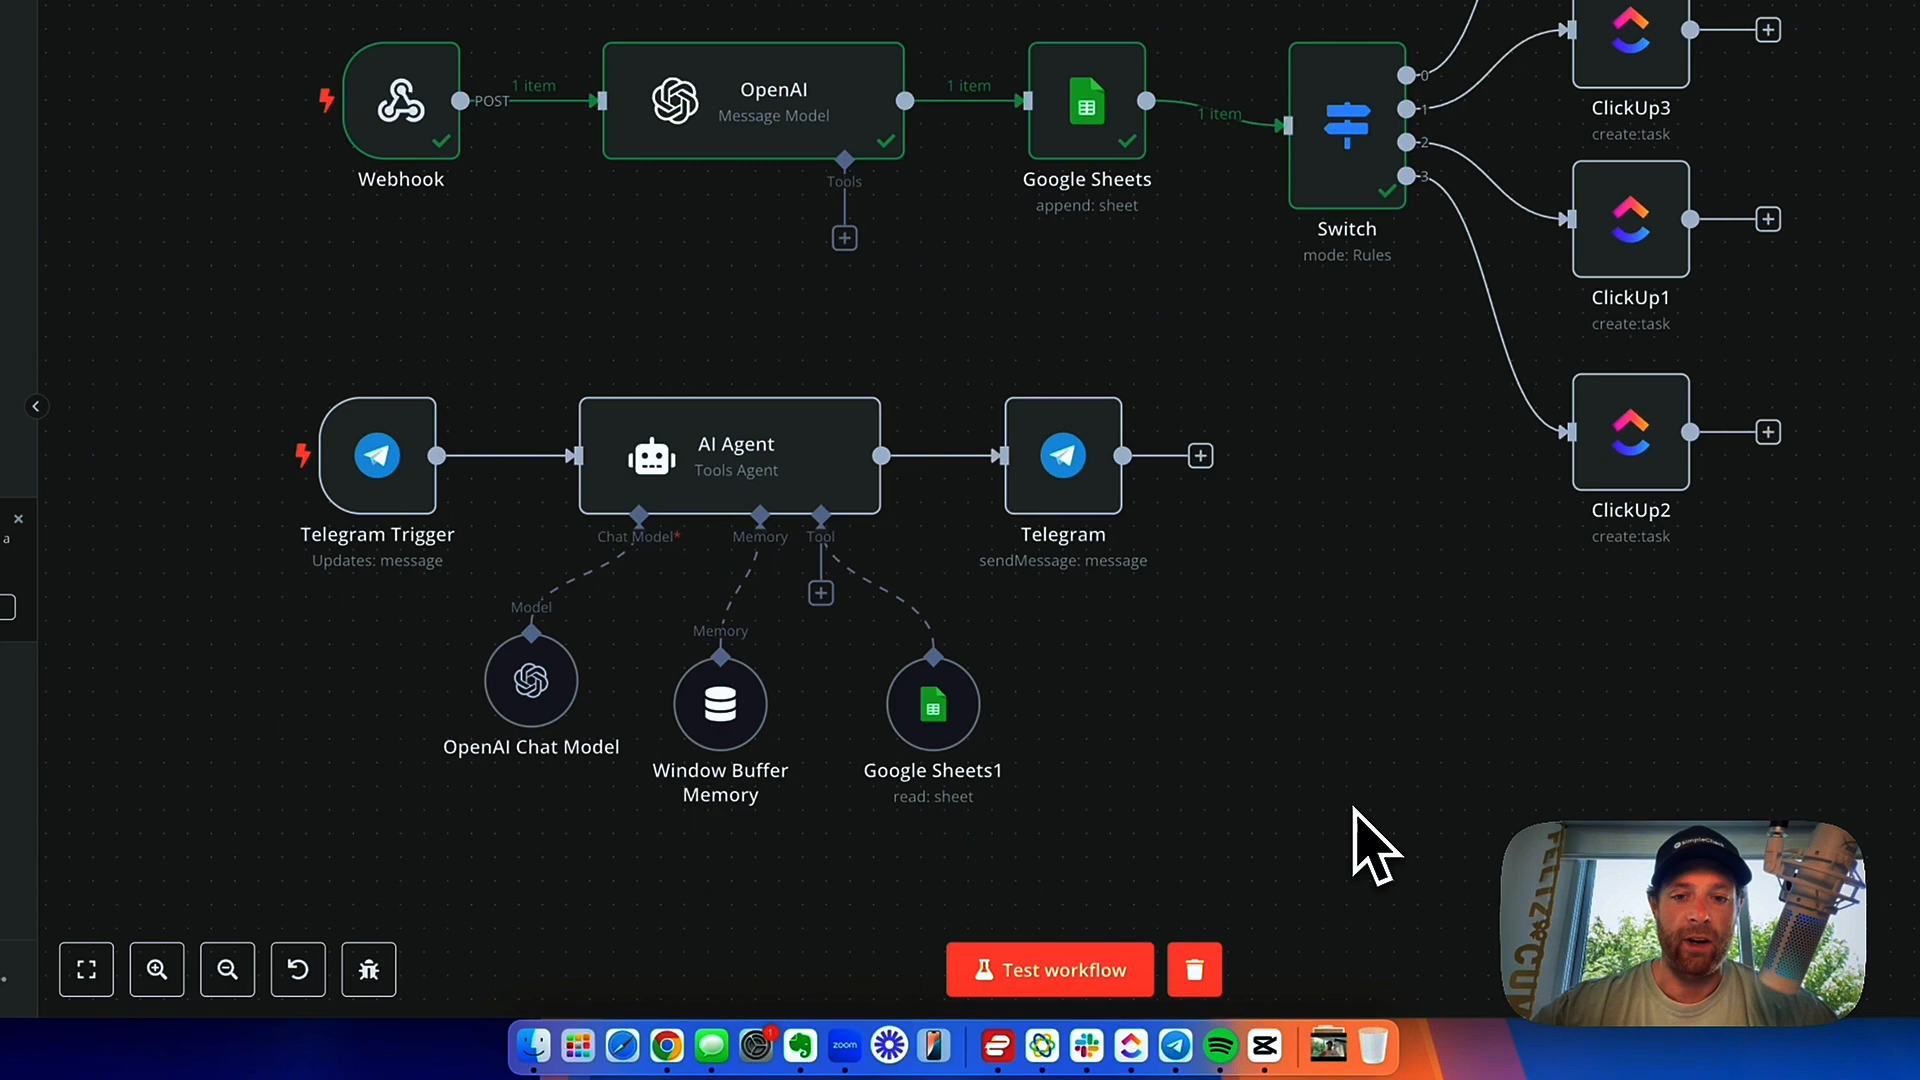 POST
1 item
OpenAI
Message Model
Tools
1 item
1 item
0
1
2
3
Webhook
Google Sheets
append: sheet
Switch
mode: Rules
ClickUp3
create:task
ClickUp1
create:task
ClickUp2
create:task
AI Agent
Tools Agent
Telegram Trigger
Updates: message
Chat Model*
Memory
Tool
Telegram
sendMessage: message
Model
Memory
OpenAI Chat Model
Window Buffer
Memory
Google Sheets1
read: sheet
a
Test workflow
SimpleCheck
1
zoom